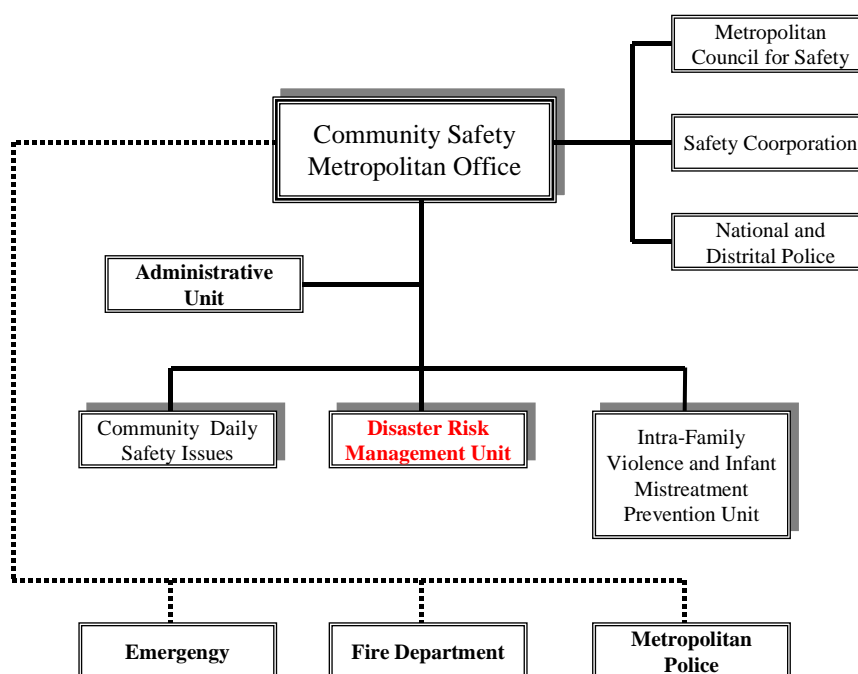 Metropolitan
Council for Safety
Community Safety
Metropolitan Office
Safety Coorporation
National and
Distrital Police
Administrative
Unit
Community Daily
Safety Issues
Disaster Risk
Management Unit
Intra-Family
Violence and Infant
Mistreatment
Prevention Unit
Emergengy
Fire Department
Metropolitan
Police